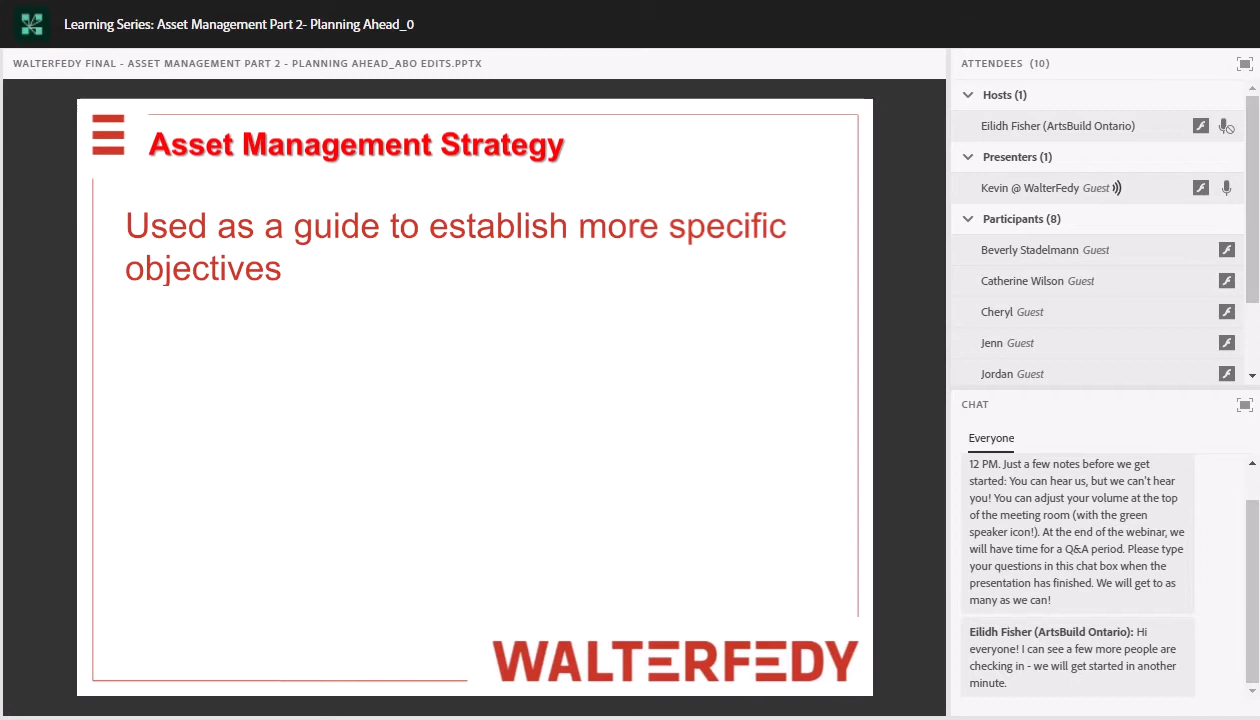 Learning Series: Asset Management Part 2- Planning Ahead_0
WALTERFEDY FINAL - ASSET MANAGEMENT PART 2 - PLANNING AHEAD_ABO EDITS.PPTX
Asset Management Strategy
Used as a guide to establish more specific
objectives
WALTERFEDY
ATTENDEES (10)
Hosts (1)
Eilidh Fisher (ArtsBuild Ontario)
Presenters (1)
Kevin @ WalterFedy Guest
Participants (8)
Beverly Stadelmann Guest
Catherine Wilson Guest
Cheryl Guest
Jenn Guest
Jordan Guest
CHAT
Everyone
12 PM. Just a few notes before we get
started: You can hear us, but we can't hear
you! You can adjust your volume at the top
of the meeting room (with the green
speaker icon!). At the end of the webinar, we
will have time for a Q&A period. Please type
your questions in this chat box when the
presentation has finished. We will get to as
many as we can!
Eilidh Fisher (ArtsBuild Ontario): Hi
everyone! I can see a few more people are
checking in - we will get started in another
minute.